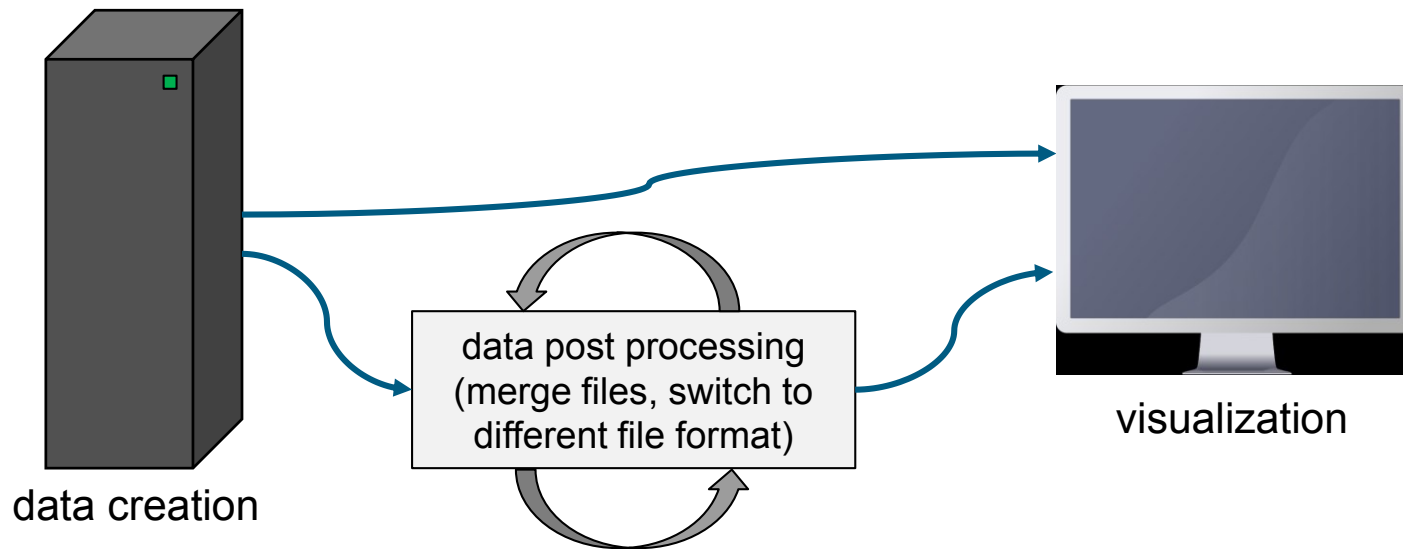 data post processing
(merge files, switch to
different file format)
visualization
data creation